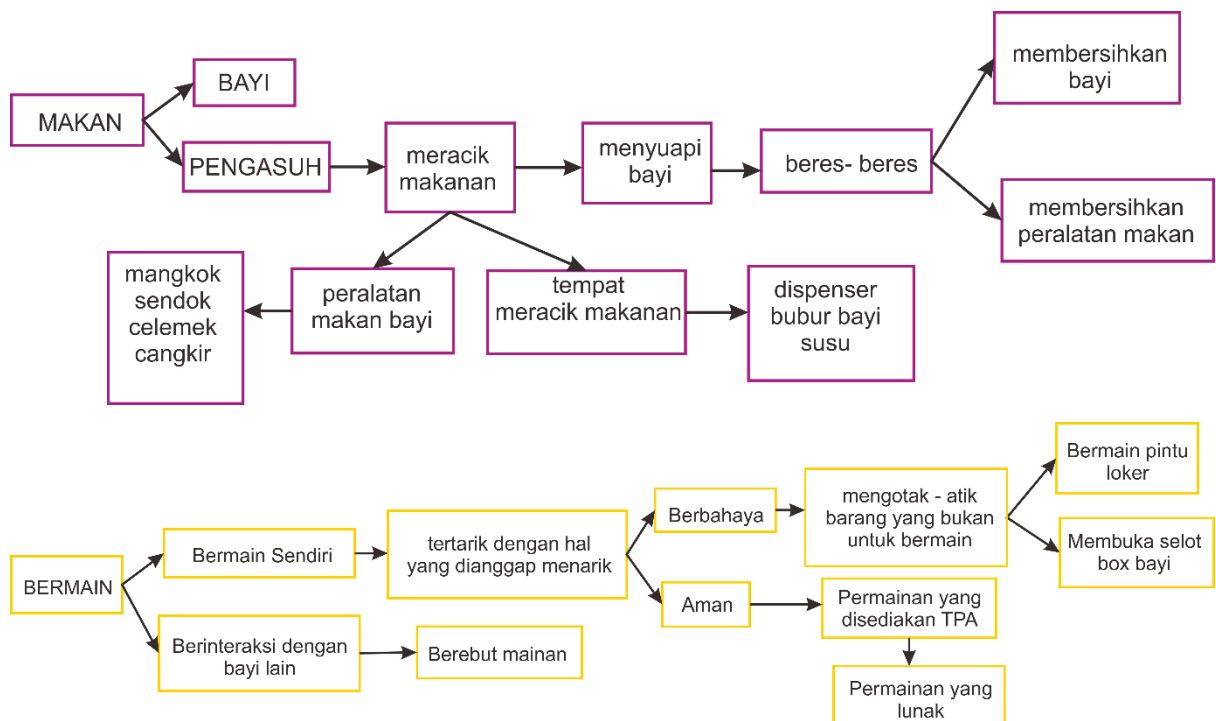 MAKAN
BAYI
PENGASUH
meracik
makanan
menyuapi
bayi
beres- beres
membersihkan
bayi
membersihkan
peralatan makan
mangkok
sendok
celemek
cangkir
peralatan
makan bayi
tempat
meracik makanan
dispenser
bubur bayi
susu
BERMAIN
Bermain Sendiri
tertarik dengan hal
yang dianggap menarik
Berbahaya
mengotak - atik
barang yang bukan
untuk bermain
Bermain pintu
loker
Membuka selot
box bayi
Aman
Permainan yang
disediakan TPA
Permainan yang
lunak
Berinteraksi dengan
bayi lain
Berebut mainan